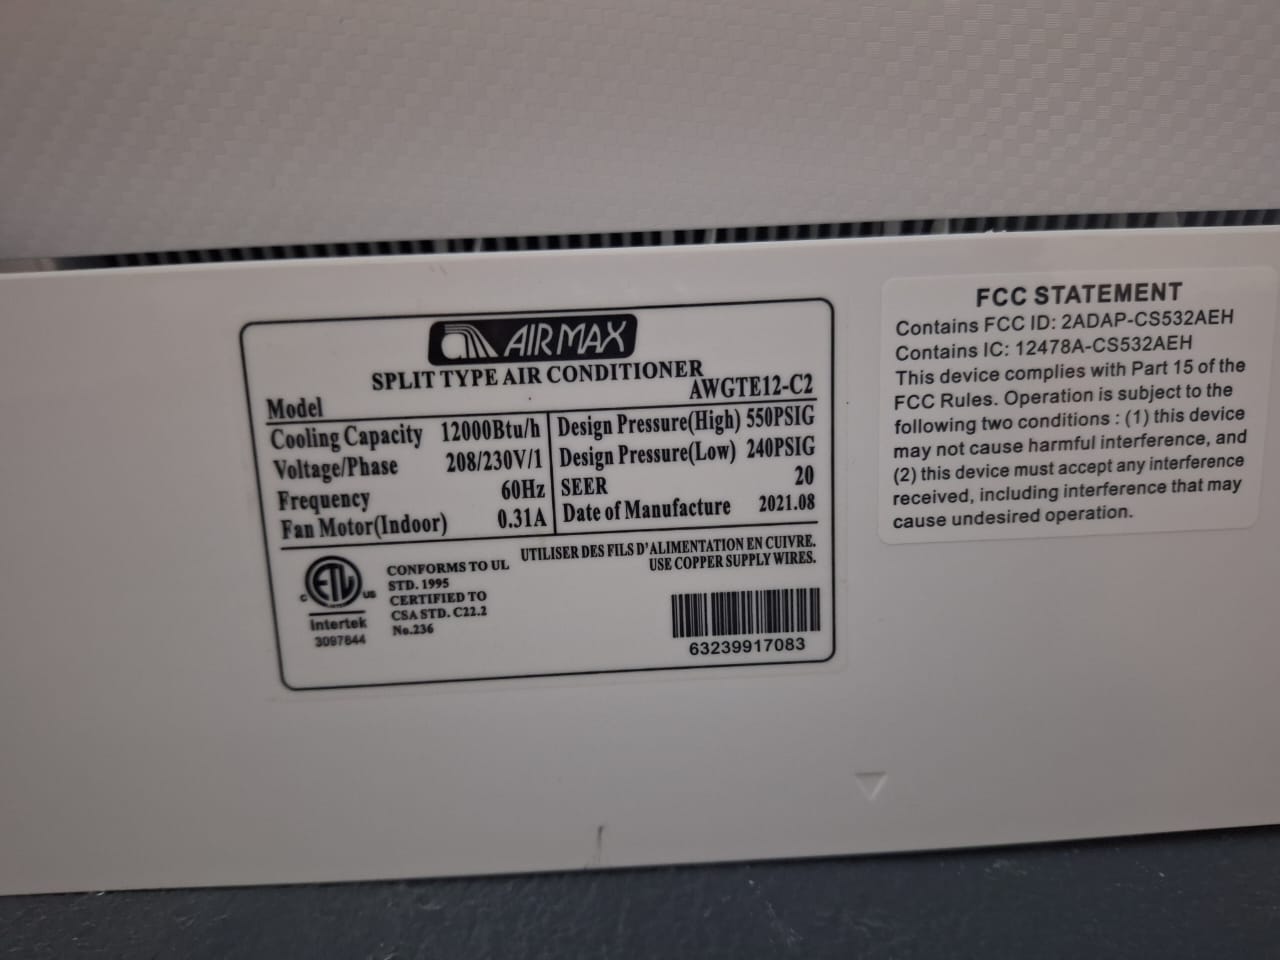 AIRMAX
SPLIT TYPE AIR CONDITIONER
Model AWGTE12-C2
Cooling Capacity 12000Btu/h
Voltage/Phase 208/230V/1
Frequency 60Hz
Fan Motor(Indoor) 0.31A
Design Pressure(High) 550PSIG
Design Pressure(Low) 240PSIG
SEER 20
Date of Manufacture 2021.08
UTILISER DES FILS D'ALIMENTATION EN CUIVRE.
USE COPPER SUPPLY WIRES.
C ETL US
Intertek
3097844
CONFORMS TO UL
STD. 1995
CERTIFIED TO
CSA STD. C22.2
No.236
63239917083
FCC STATEMENT
Contains FCC ID: 2ADAP-CS532AEH
Contains IC: 12478A-CS532AEH
This device complies with Part 15 of the
FCC Rules. Operation is subject to the
following two conditions : (1) this device
may not cause harmful interference, and
(2) this device must accept any interference
received, including interference that may
cause undesired operation.